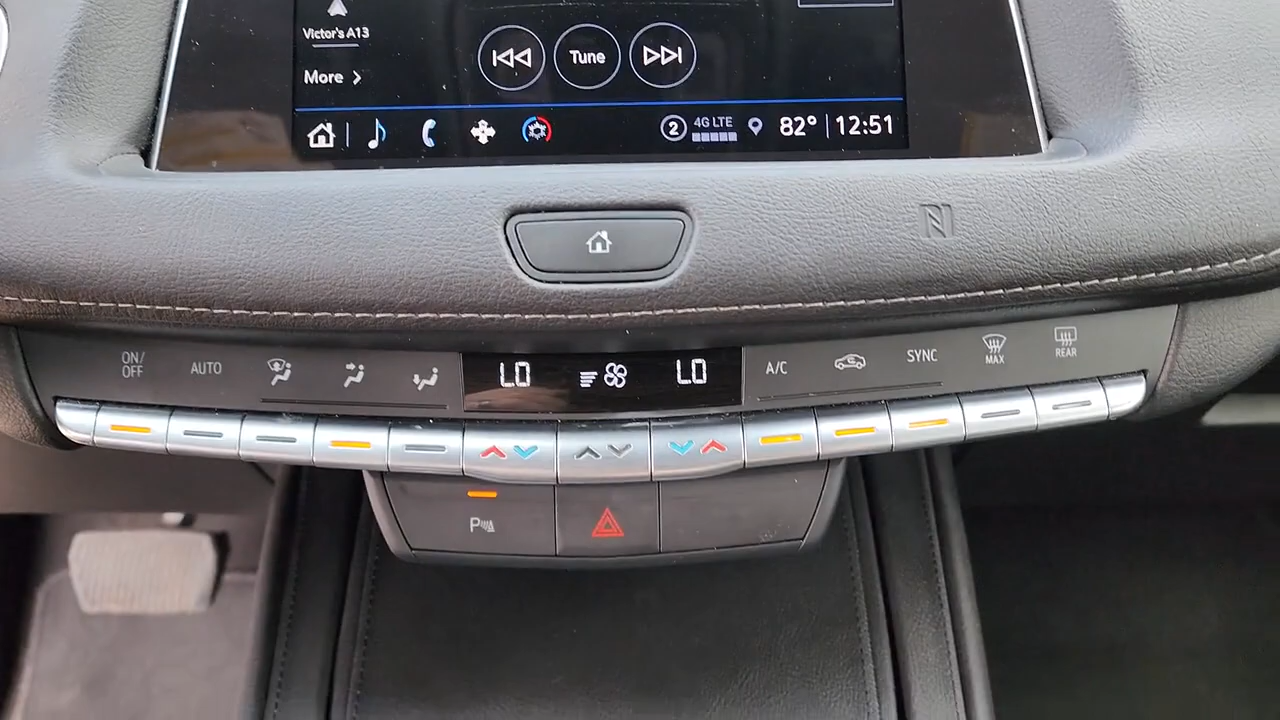 Victor's A13
More
Tune
2
4G LTE
82° 12:51
ON/
OFF
AUTO
LO
LO
A/C
SYNC
MAX
REAR
P